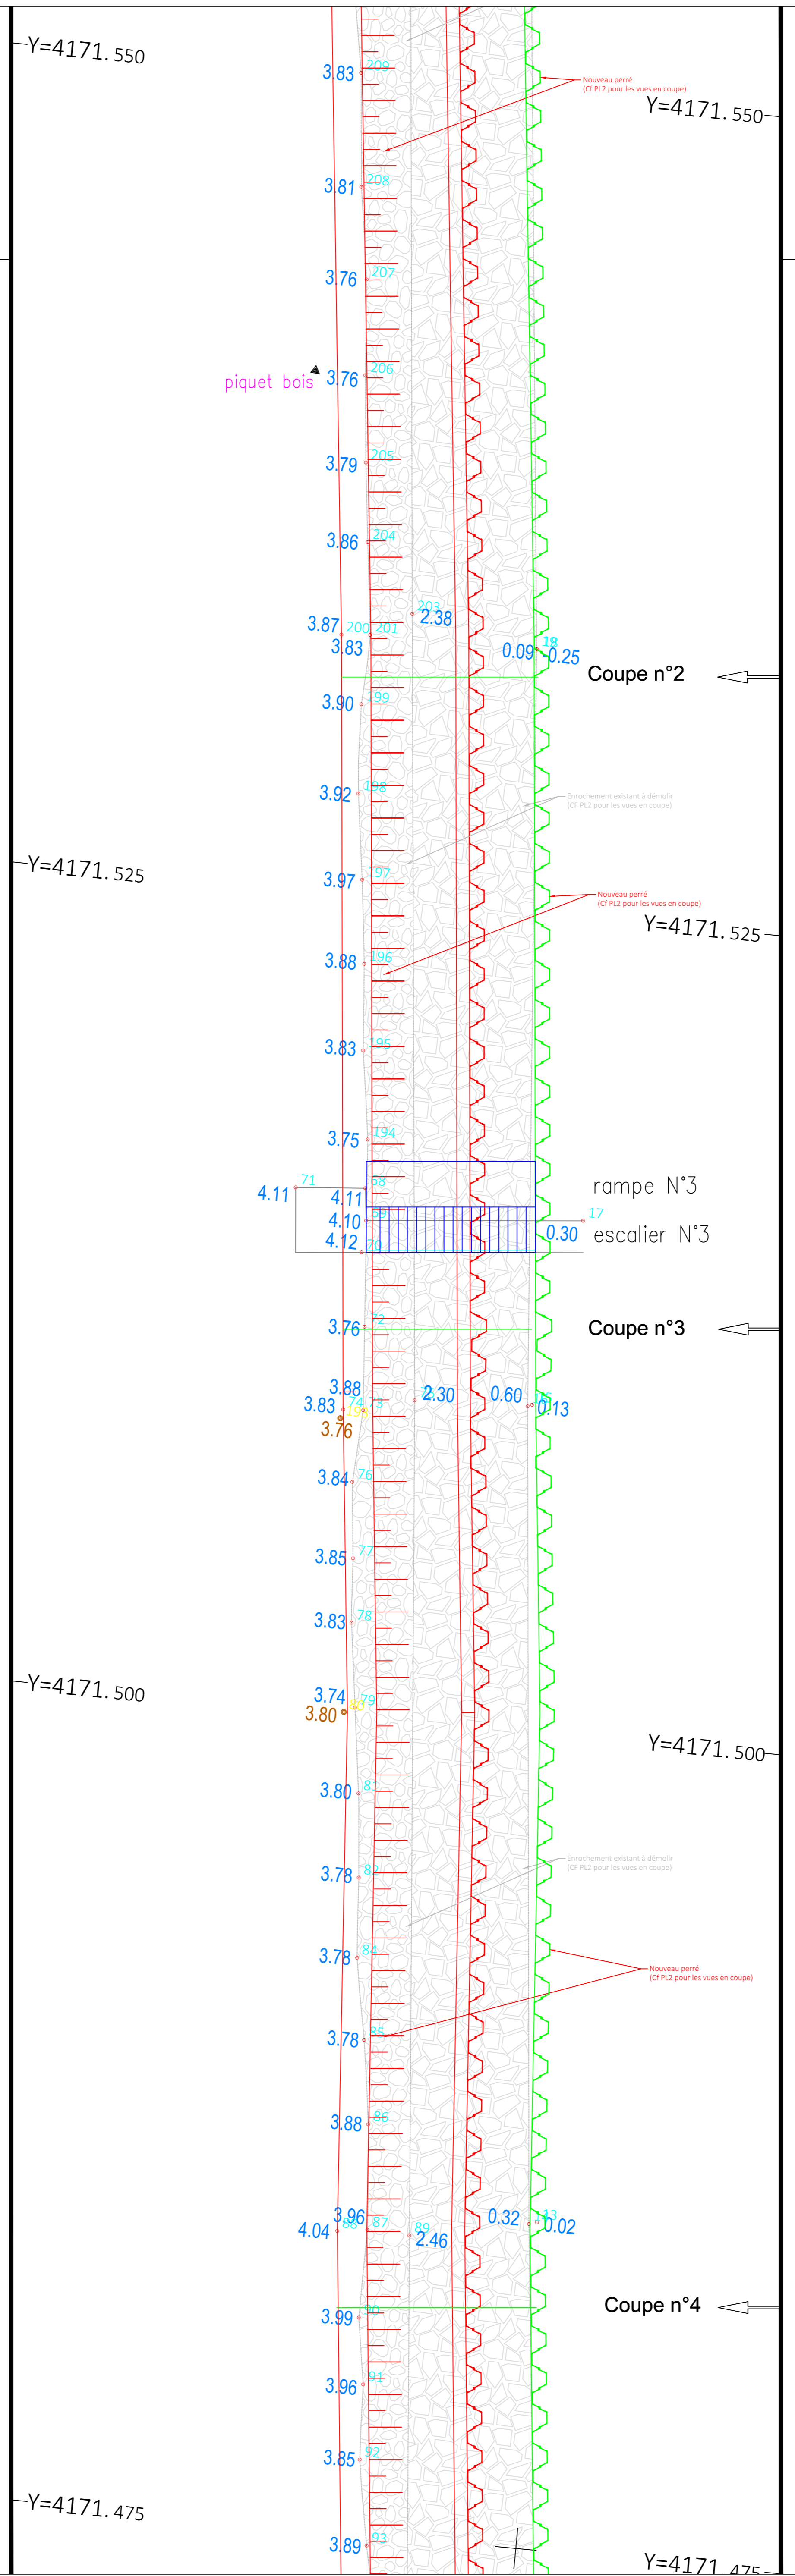 Y=4171.550
3.83 209
Nouveau perré
(Cf PL2 pour les vues en coupe)
Y=4171.550
3.81 208
3.76 207
piquet bois 3.76 206
3.79 205
3.86 204
203
2.38
3.87 200 201
3.83
0.09 -0.25
Coupe n°2
3.90 199
3.92 198
Enrochement existant à démolir
(CF PL2 pour les vues en coupe)
Y=4171.525
3.97 197
Nouveau perré
(Cf PL2 pour les vues en coupe)
Y=4171.525
3.88 196
3.83 195
3.75 194
71
4.11 4.11
rampe N°3
4.10
17
0.30
escalier N°3
4.12
3.76 72
Coupe n°3
3.88
2.30
0.60
0.13
3.83 74
3.76
3.84 76
3.85 77
3.83 78
3.74 79
Y=4171.500
3.80
Y=4171.500
3.80
3.78 82
Enrochement existant à démolir
(CF PL2 pour les vues en coupe)
3.78 84
Nouveau perré
(Cf PL2 pour les vues en coupe)
3.78
3.88 86
3.96
0.32
0.02
4.04 87 89
2.46
Coupe n°4
3.99 90
3.96 91
3.85 92
Y=4171.475
3.89 93
Y=4171.475